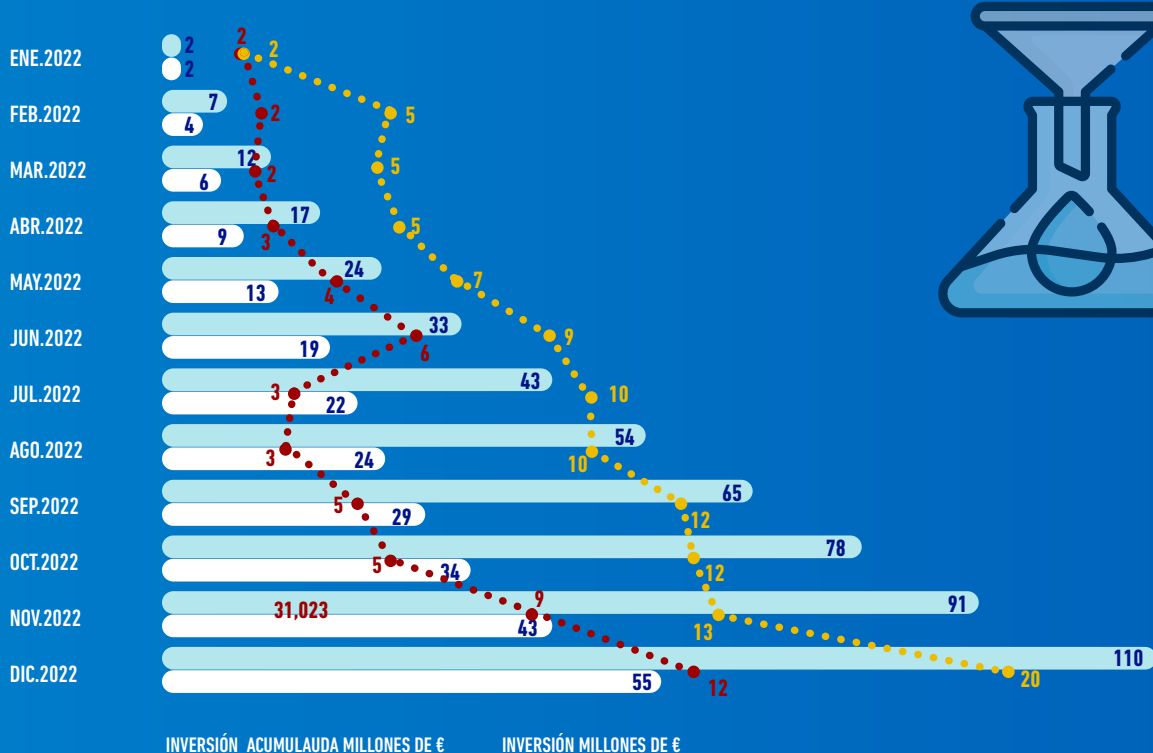 2
ENE.2022 2 2
2
FEB.2022 7 2 5
4
MAR.2022 12 2 5
6
ABR.2022 17 5
9 3
MAY.2022 24 7
13 4
JUN.2022 33 9
19 6
JUL.2022 3 43 10
22
AGO.2022 54
3 24 10
SEP.2022 65
5 29 12
OCT.2022 78
5 34 12
NOV.2022 31,023 9 91
43 13
DIC.2022 110
55 12 20
INVERSIÓN ACUMULAUDA MILLONES DE € INVERSIÓN MILLONES DE €